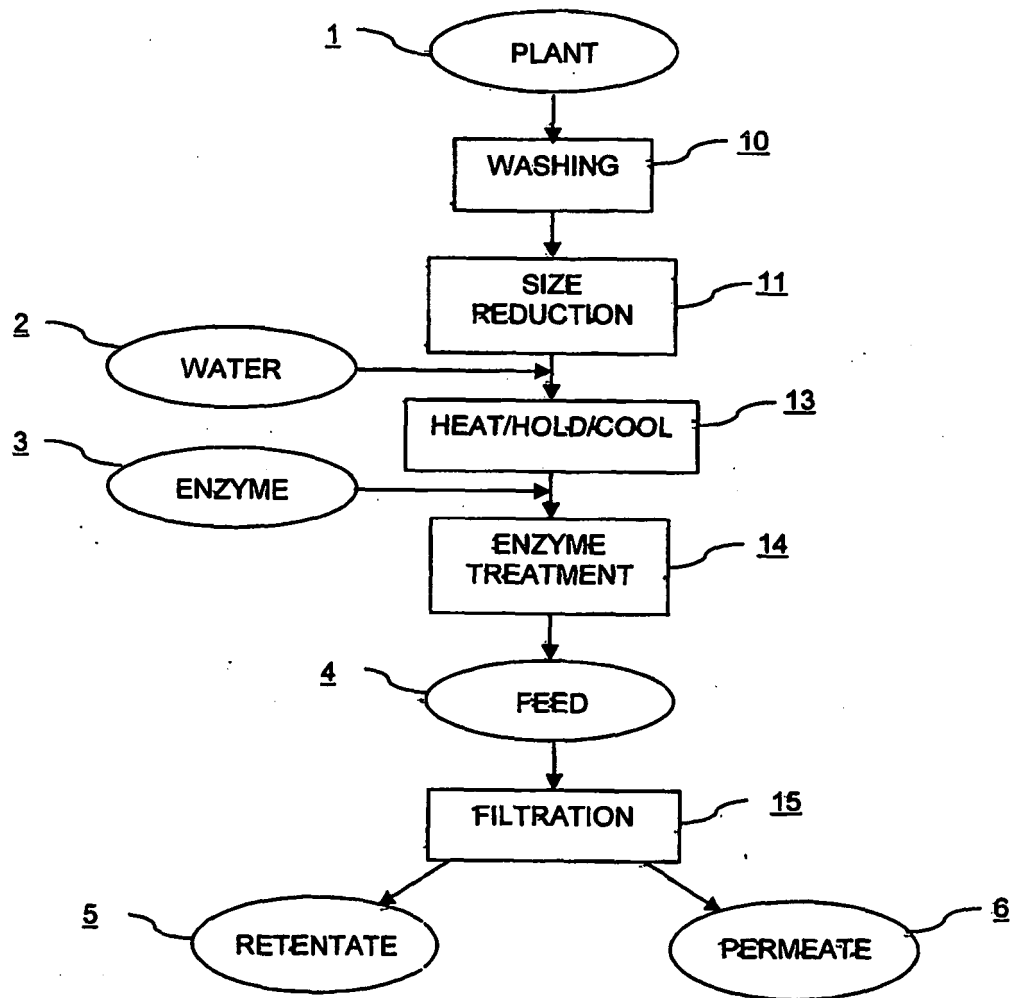 1
PLANT
10
WASHING
11
SIZE
REDUCTION
2
WATER
13
HEAT/HOLD/COOL
3
ENZYME
14
ENZYME
TREATMENT
4
FEED
15
FILTRATION
5
RETENTATE
6
PERMEATE